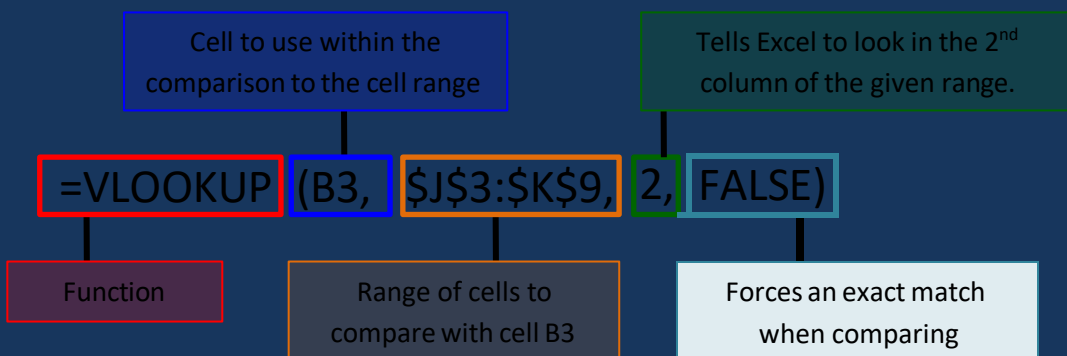 Cell to use within the
comparison to the cell range
Tells Excel to look in the 2nd
column of the given range.
=VLOOKUP (B3, $J$3:$K$9, 2, FALSE)
Function
Range of cells to
compare with cell B3
Forces an exact match
when comparing